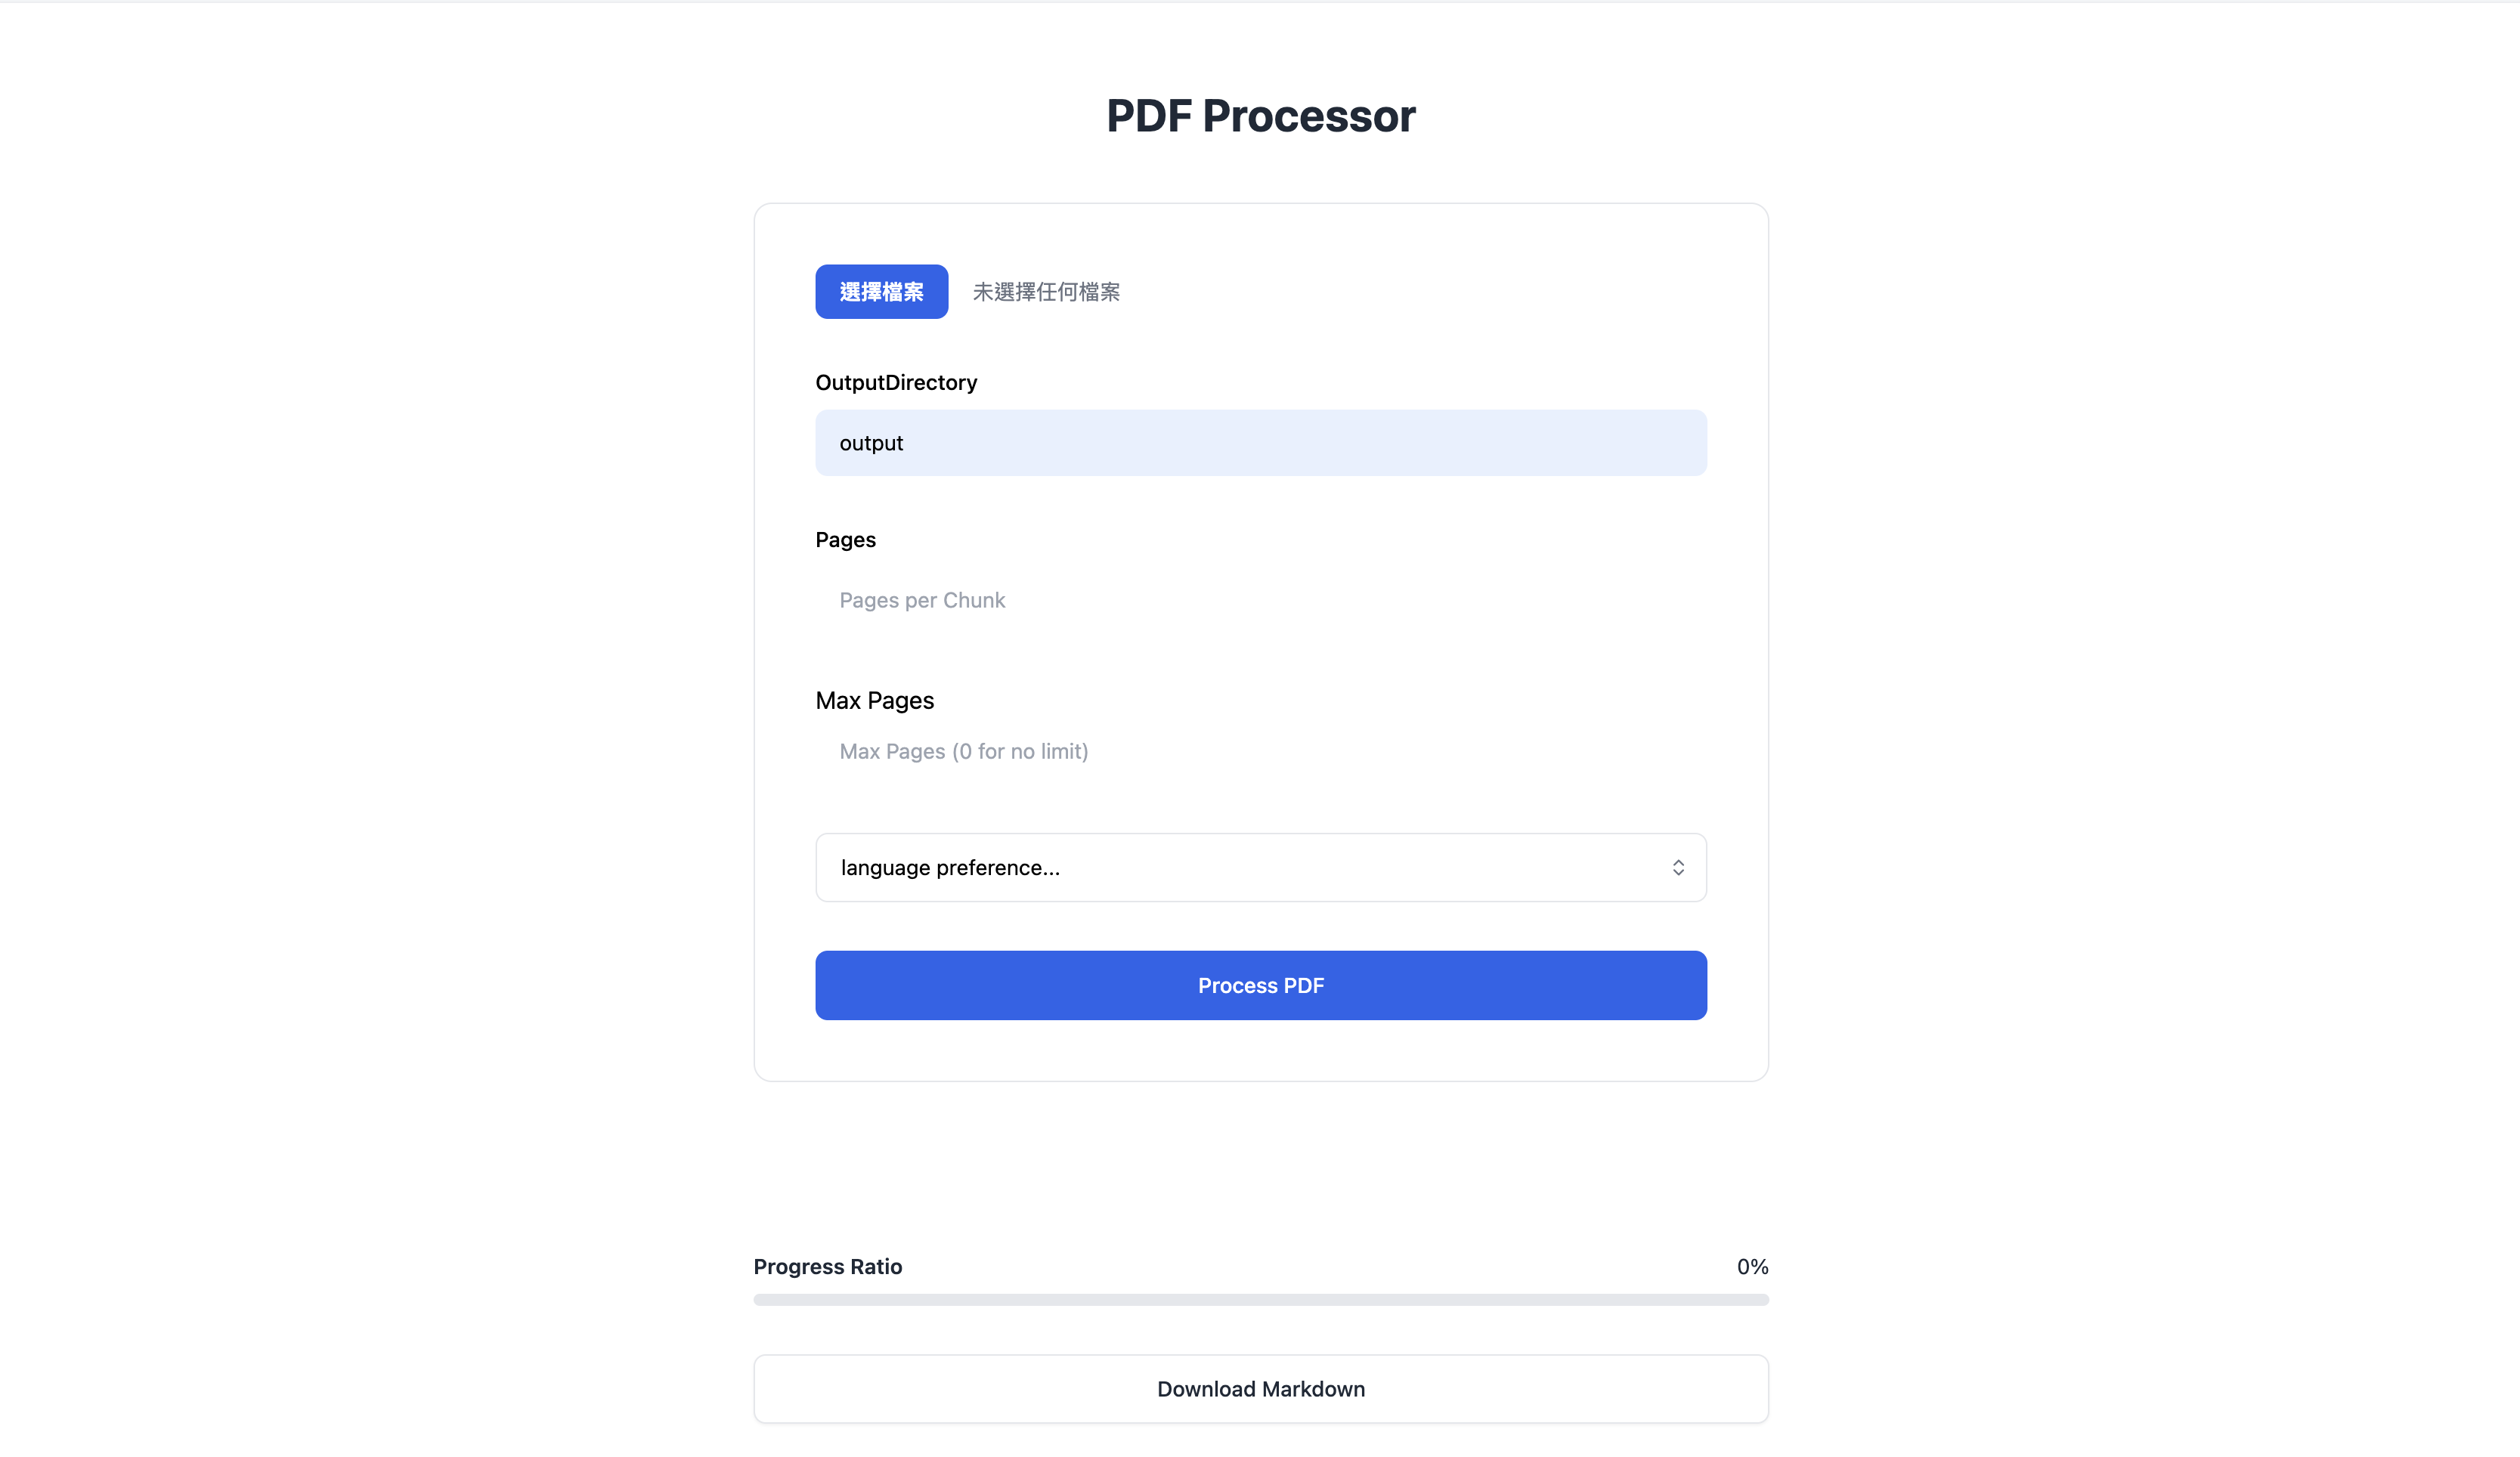 PDF Processor
選擇檔案 未選擇任何檔案
OutputDirectory
output
Pages
Pages per Chunk
Max Pages
Max Pages (0 for no limit)
language preference...
Process PDF
Progress Ratio 0%
Download Markdown